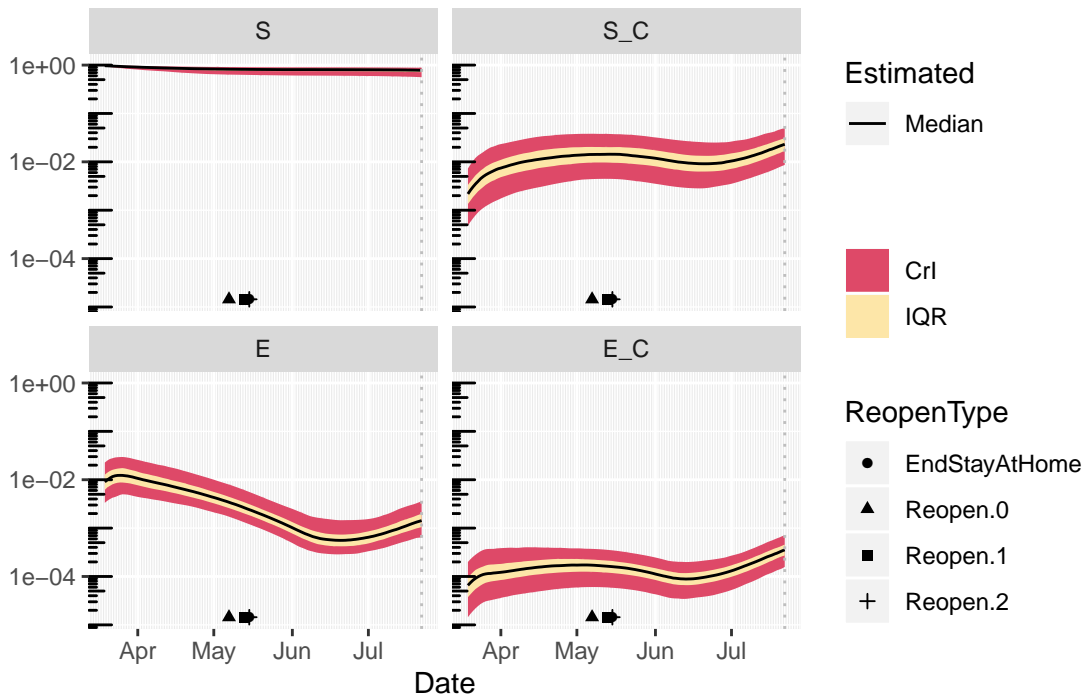 S
S_C
1e+00
1e−02
1e−04
E
E_C
1e+00
1e−02
1e−04
Apr
May
Jun
Jul
Apr
May
Jun
Jul
Date
Estimated
Median
CrI
IQR
ReopenType
EndStayAtHome
Reopen.0
Reopen.1
Reopen.2